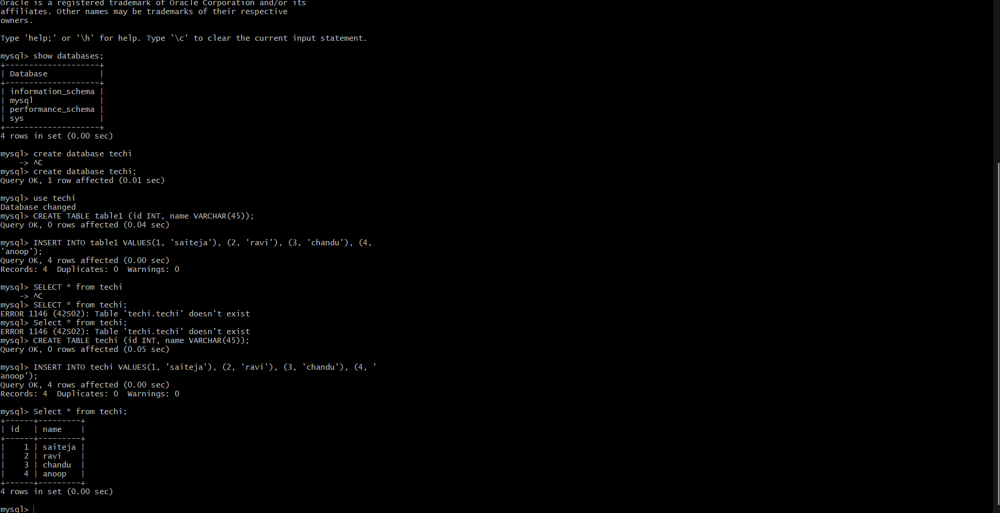 Oracle is a registered trademark of Oracle Corporation and/or its
affiliates. Other names may be trademarks of their respective
owners.

Type 'help;' or '\h' for help. Type '\c' to clear the current input statement.

mysql> show databases;
+--------------------+
| Database           |
+--------------------+
| information_schema |
| mysql              |
| performance_schema |
| sys                |
+--------------------+
4 rows in set (0.00 sec)

mysql> create database techi
    -> ^C
mysql> create database techi;
Query OK, 1 row affected (0.01 sec)

mysql> use techi
Database changed
mysql> CREATE TABLE table1 (id INT, name VARCHAR(45));
Query OK, 0 rows affected (0.04 sec)

mysql> INSERT INTO table1 VALUES(1, 'saiteja'), (2, 'ravi'), (3, 'chandu'), (4,
'anoop');
Query OK, 4 rows affected (0.00 sec)
Records: 4  Duplicates: 0  Warnings: 0

mysql> SELECT * from techi
    -> ^C
mysql> SELECT * from techi;
ERROR 1146 (42S02): Table 'techi.techi' doesn't exist
mysql> Select * from techi;
ERROR 1146 (42S02): Table 'techi.techi' doesn't exist
mysql> CREATE TABLE techi (id INT, name VARCHAR(45));
Query OK, 0 rows affected (0.05 sec)

mysql> INSERT INTO techi VALUES(1, 'saiteja'), (2, 'ravi'), (3, 'chandu'), (4, '
anoop');
Query OK, 4 rows affected (0.00 sec)
Records: 4  Duplicates: 0  Warnings: 0

mysql> Select * from techi;
+------+---------+
| id   | name    |
+------+---------+
|    1 | saiteja |
|    2 | ravi    |
|    3 | chandu  |
|    4 | anoop   |
+------+---------+
4 rows in set (0.00 sec)

mysql>